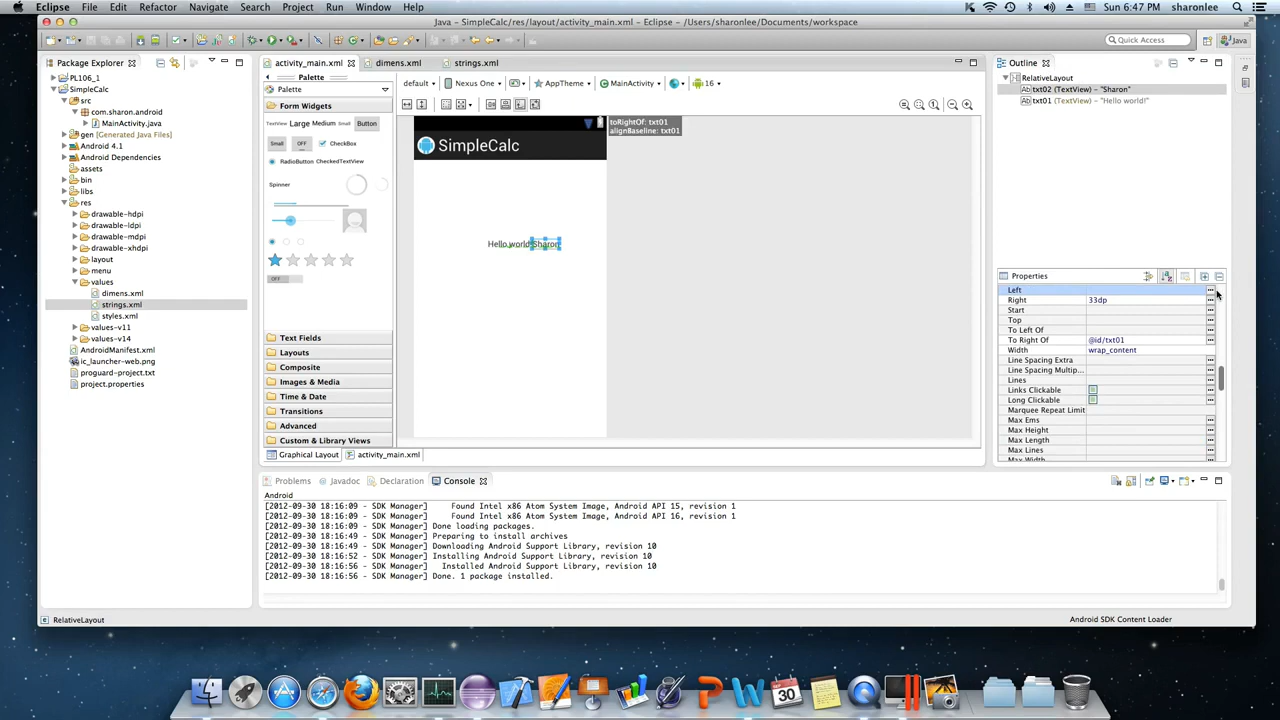 Eclipse File Edit Refactor Navigate Search Project Run Window Help Sun 6:47 PM sharonlee
Java - SimpleCalc/res/layout/activity_main.xml - Eclipse - /Users/sharonlee/Documents/workspace
Quick Access Java
Package Explorer
PL106_1
SimpleCalc
src
com.sharon.android
MainActivity.java
gen [Generated Java Files]
Android 4.1
Android Dependencies
assets
bin
libs
res
drawable-hdpi
drawable-ldpi
drawable-mdpi
drawable-xhdpi
layout
menu
values
dimens.xml
strings.xml
styles.xml
values-v11
values-v14
AndroidManifest.xml
ic_launcher-web.png
proguard-project.txt
project.properties
activity_main.xml dimens.xml strings.xml
Palette
Palette
Form Widgets
TextView Large Medium Small Button
Small OFF CheckBox
RadioButton CheckedTextView
Spinner
OFF
Text Fields
Layouts
Composite
Images & Media
Time & Date
Transitions
Advanced
Custom & Library Views
default Nexus One AppTheme MainActivity 16
SimpleCalc
toRightOf: txt01
alignBaseline: txt01
Hello world!Sharon
Graphical Layout activity_main.xml
Outline
RelativeLayout
txt02 (TextView) - "Sharon"
txt01 (TextView) - "Hello world!"
Properties
Left
Right 33dp
Start
Top
To Left Of
To Right Of @id/txt01
Width wrap_content
Line Spacing Extra
Line Spacing Multip...
Lines
Links Clickable
Long Clickable
Marquee Repeat Limit
Max Ems
Max Height
Max Length
Max Lines
Max Width
Problems Javadoc Declaration Console
Android
[2012-09-30 18:16:09 - SDK Manager] Found Intel x86 Atom System Image, Android API 15, revision 1
[2012-09-30 18:16:09 - SDK Manager] Found Intel x86 Atom System Image, Android API 16, revision 1
[2012-09-30 18:16:09 - SDK Manager] Done loading packages.
[2012-09-30 18:16:49 - SDK Manager] Preparing to install archives
[2012-09-30 18:16:49 - SDK Manager] Downloading Android Support Library, revision 10
[2012-09-30 18:16:52 - SDK Manager] Installing Android Support Library, revision 10
[2012-09-30 18:16:56 - SDK Manager] Installed Android Support Library, revision 10
[2012-09-30 18:16:56 - SDK Manager] Done. 1 package installed.
RelativeLayout Android SDK Content Loader
30